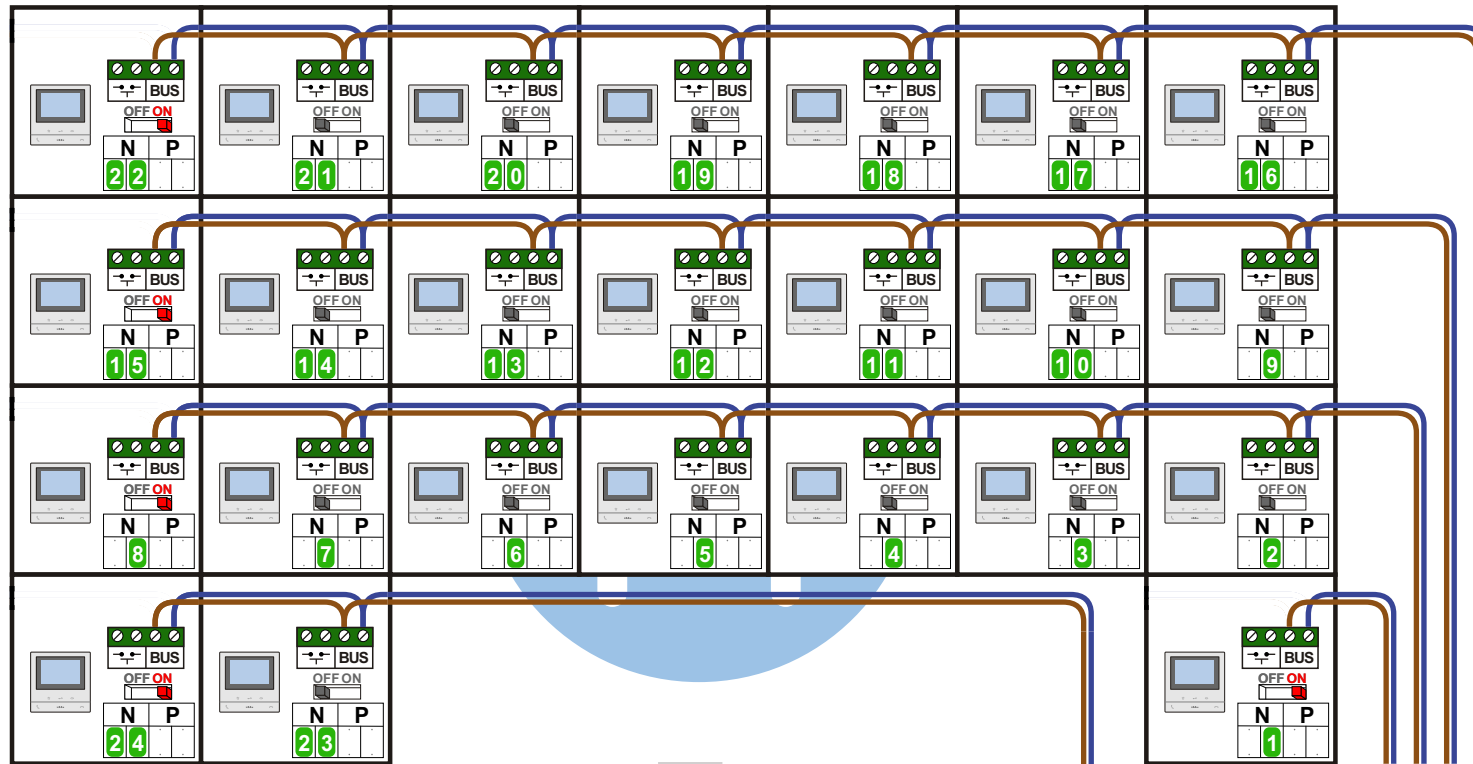 BUS BUS BUS BUS BUS BUS BUS
OFF ON OFF ON OFF ON OFF ON OFF ON OFF ON OFF ON
N P N P N P N P N P N P N P
22 21 20 19 18 17 16
BUS BUS BUS BUS BUS BUS BUS
OFF ON OFF ON OFF ON OFF ON OFF ON OFF ON OFF ON
N P N P N P N P N P N P N P
15 14 13 12 11 10 9
BUS BUS BUS BUS BUS BUS BUS
OFF ON OFF ON OFF ON OFF ON OFF ON OFF ON OFF ON
N P N P N P N P N P N P N P
8 7 6 5 4 3 2
BUS BUS BUS
OFF ON OFF ON OFF ON
N P N P N P
24 23 1